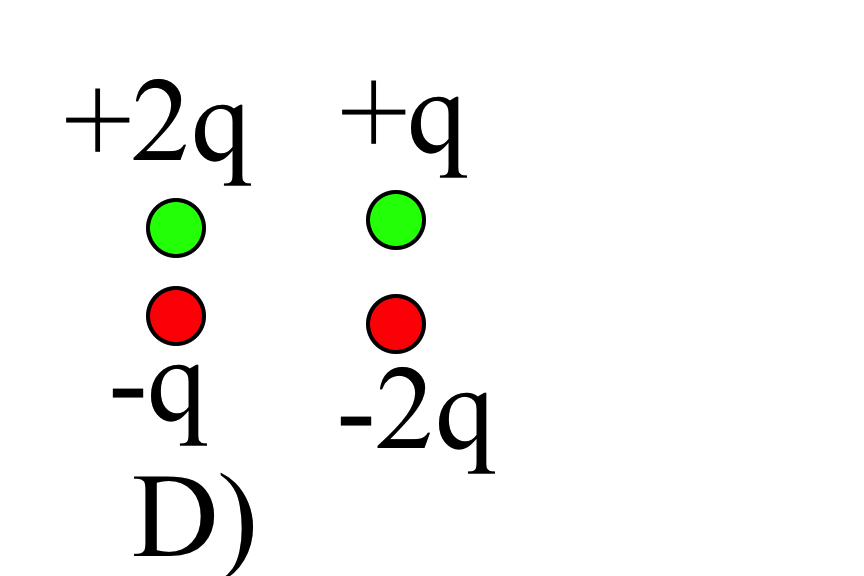 +2q +q
-q -2q
D)